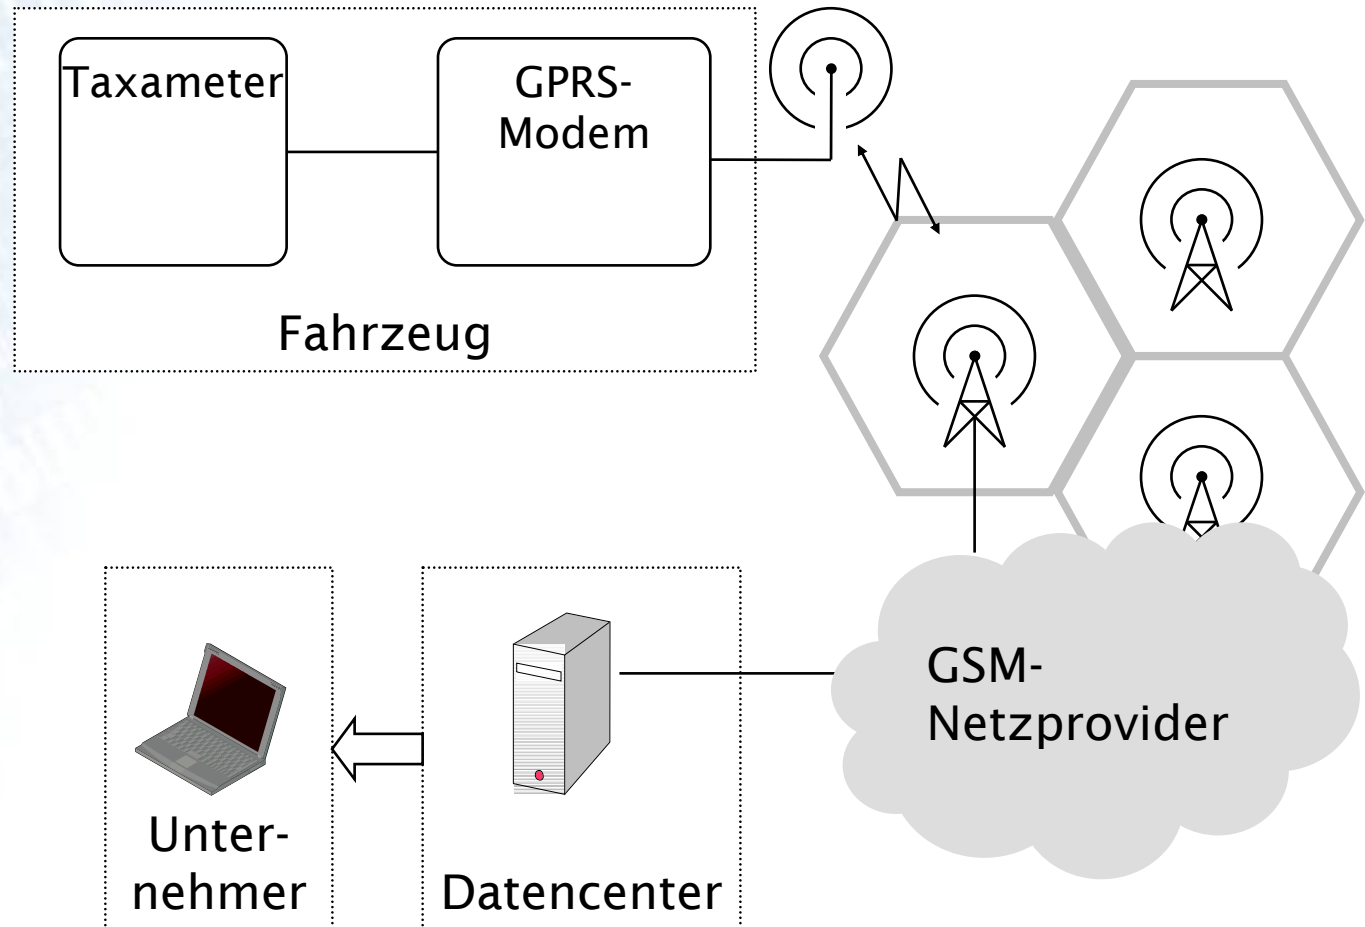 Taxameter
GPRS-
Modem
Fahrzeug
GSM-
Netzprovider
Unter-
nehmer
Datencenter